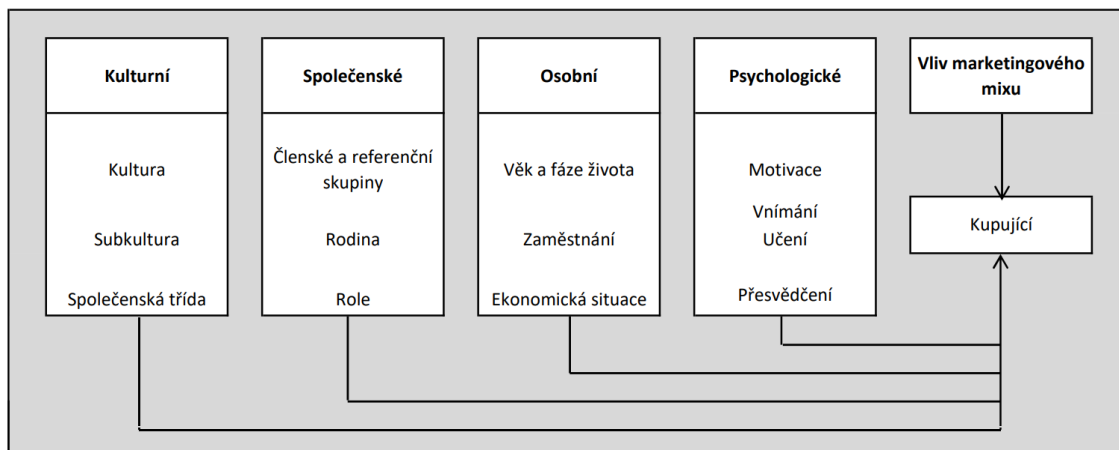 Kulturní
Kultura
Subkultura
Společenská třída
Společenské
Členské a referenční
skupiny
Rodina
Role
Osobní
Věk a fáze života
Zaměstnání
Ekonomická situace
Psychologické
Motivace
Vnímání
Učení
Přesvědčení
Vliv marketingového
mixu
Kupující